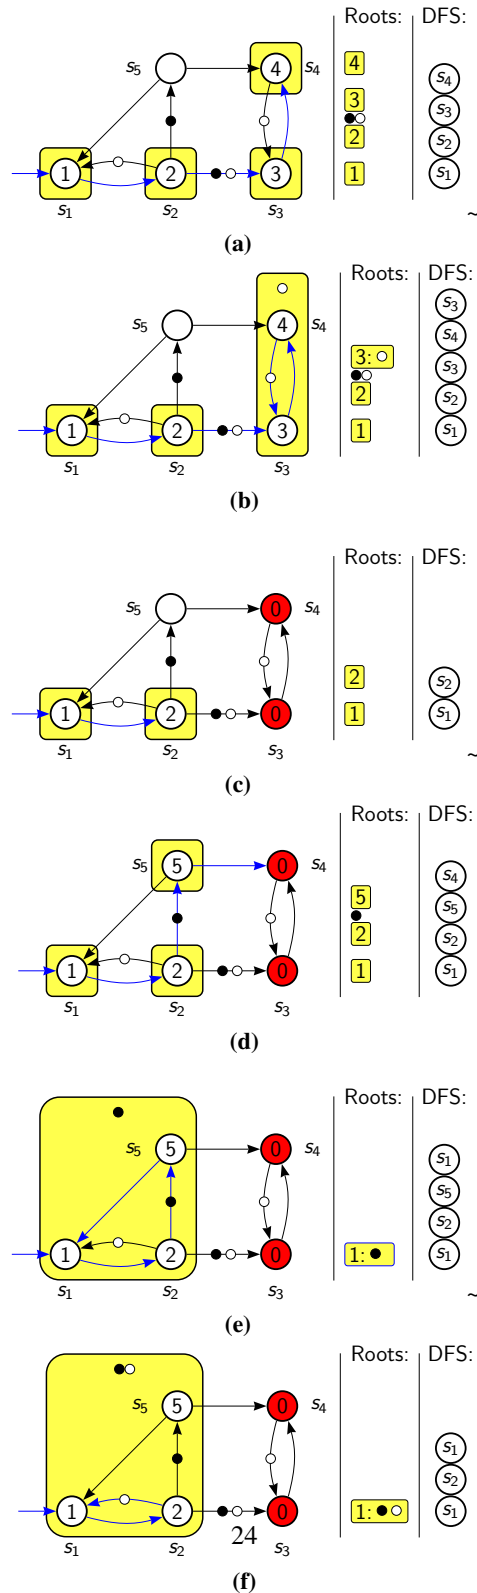 Roots: DFS:
s5 4 s4 4 s4
3 s3
2 s2
1 2 3 1 s1
s1 s2 s3 ~
(a)
Roots: DFS:
s3
s5 4 s4 s4
3: s3
2 s2
1 2 3 1 s1
s1 s2 s3
(b)
Roots: DFS:
s5 0 s4
2 s2
1 2 0 1 s1
s1 s2 s3 ~
(c)
Roots: DFS:
s5 5 0 s4 s4
5 s5
2 s2
1 2 0 1 s1
s1 s2 s3
(d)
Roots: DFS:
s5 5 0 s4 s1
s5
s2
1 2 0 1: s1
s1 s2 s3 ~
(e)
Roots: DFS:
s5 5 0 s4
s1
s2
1 2 0 1: s1
24
s1 s2 s3
(f)